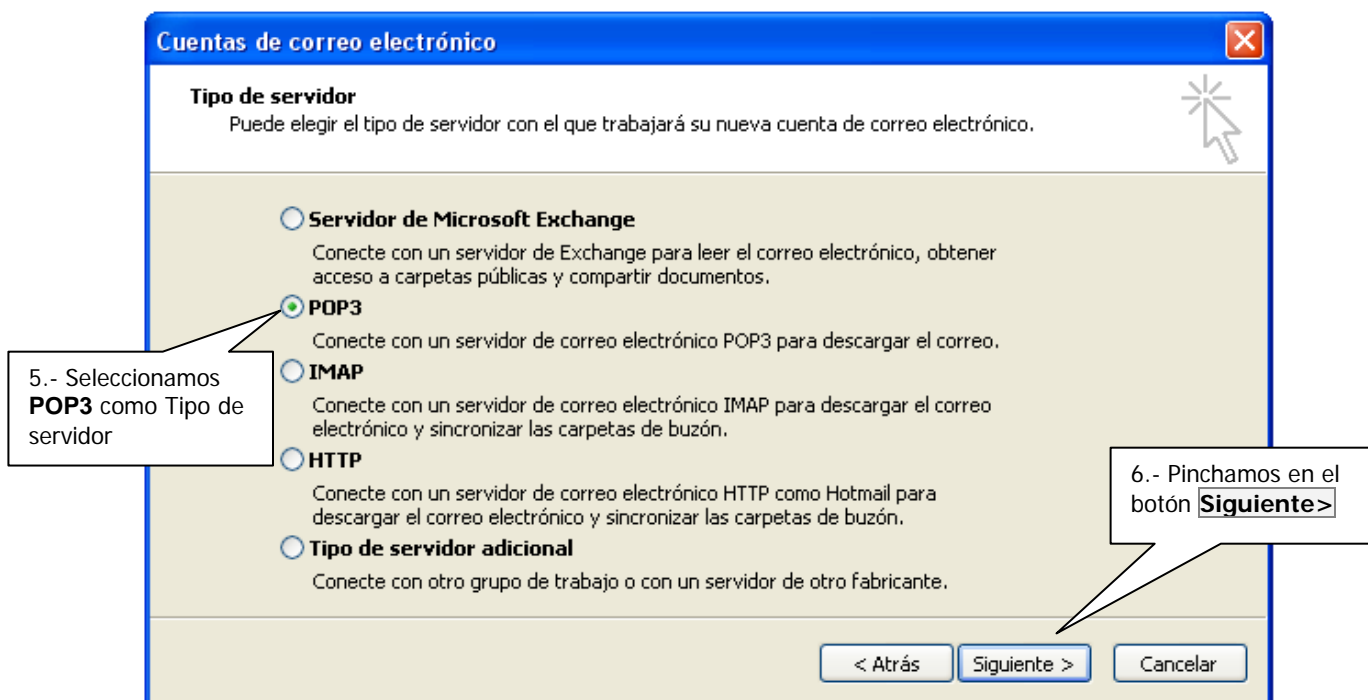 Cuentas de correo electrónico
Tipo de servidor
Puede elegir el tipo de servidor con el que trabajará su nueva cuenta de correo electrónico.
Servidor de Microsoft Exchange
Conecte con un servidor de Exchange para leer el correo electrónico, obtener
acceso a carpetas públicas y compartir documentos.
POP3
Conecte con un servidor de correo electrónico POP3 para descargar el correo.
5.- Seleccionamos
POP3 como Tipo de
servidor
IMAP
Conecte con un servidor de correo electrónico IMAP para descargar el correo
electrónico y sincronizar las carpetas de buzón.
HTTP
Conecte con un servidor de correo electrónico HTTP como Hotmail para
descargar el correo electrónico y sincronizar las carpetas de buzón.
Tipo de servidor adicional
Conecte con otro grupo de trabajo o con un servidor de otro fabricante.
6.- Pinchamos en el
botón Siguiente>
< Atrás
Siguiente >
Cancelar